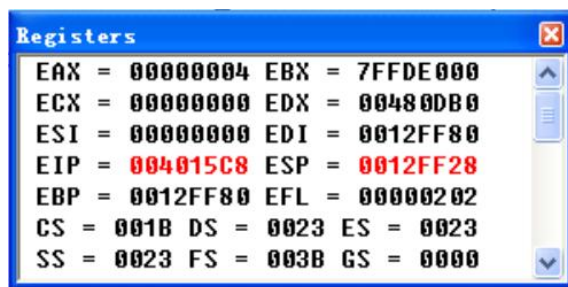 Registers
EAX = 00000004 EBX = 7FFDE000
ECX = 00000000 EDX = 00480DB0
ESI = 00000000 EDI = 0012FF80
EIP = 004015C8 ESP = 0012FF28
EBP = 0012FF80 EFL = 00000202
CS = 001B DS = 0023 ES = 0023
SS = 0023 FS = 003B GS = 0000